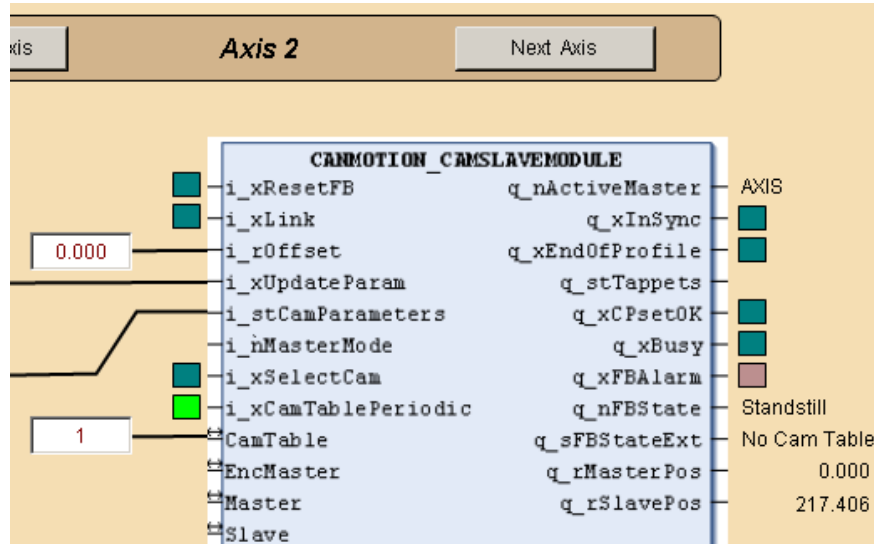 xis
Axis 2
Next Axis
CANMOTION_CAMSLAVEMODULE
i_xResetFB q_nActiveMaster AXIS
i_xLink q_xInSync
0.000 i_rOffset q_xEndOfProfile
i_xUpdateParam q_stTappets
i_stCamParameters q_xCPsetOK
i_nMasterMode q_xBusy
i_xSelectCam q_xFBAlarm
i_xCamTablePeriodic q_nFBState Standstill
1 CamTable q_sFBStateExt No Cam Table
EncMaster q_rMasterPos 0.000
Master q_rSlavePos 217.406
Slave